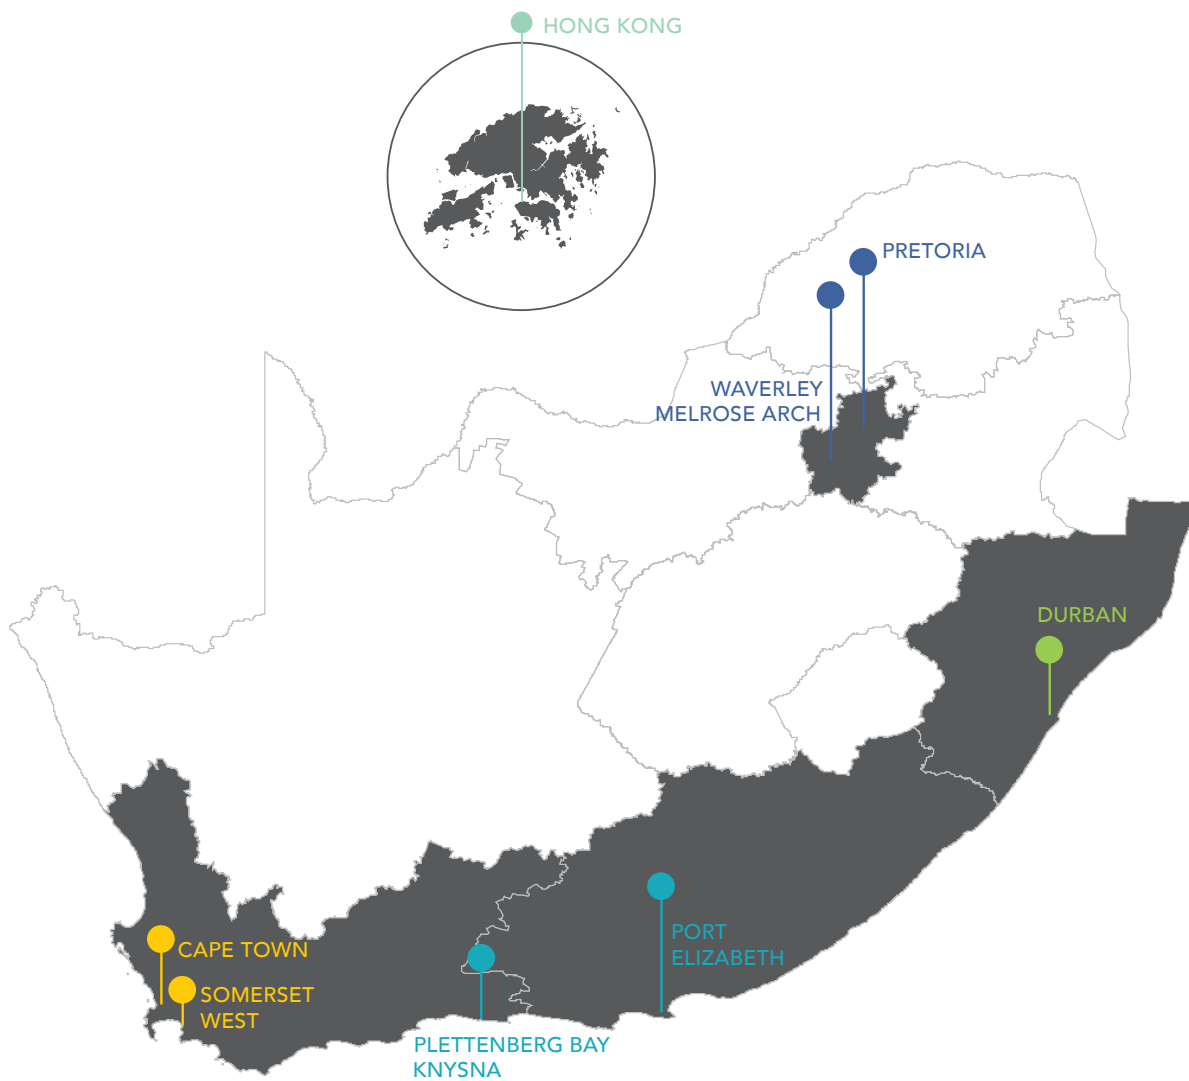 HONG KONG
PRETORIA
WAVERLEY
MELROSE ARCH
DURBAN
PORT
ELIZABETH
CAPE TOWN
SOMERSET
WEST
PLETTENBERG BAY
KNYSNA